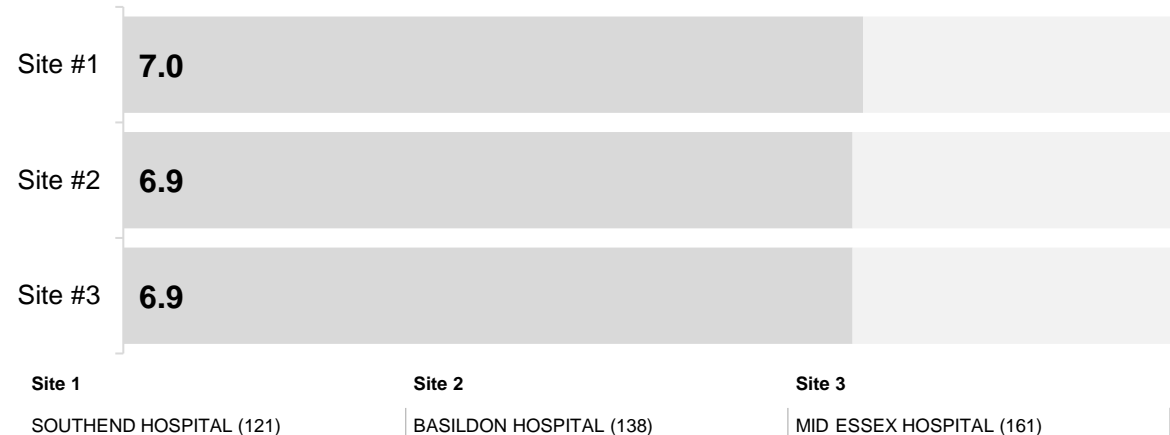 Site #1 7.0
Site #2 6.9
Site #3 6.9
Site 1 Site 2 Site 3
SOUTHEND HOSPITAL (121) BASILDON HOSPITAL (138) MID ESSEX HOSPITAL (161)